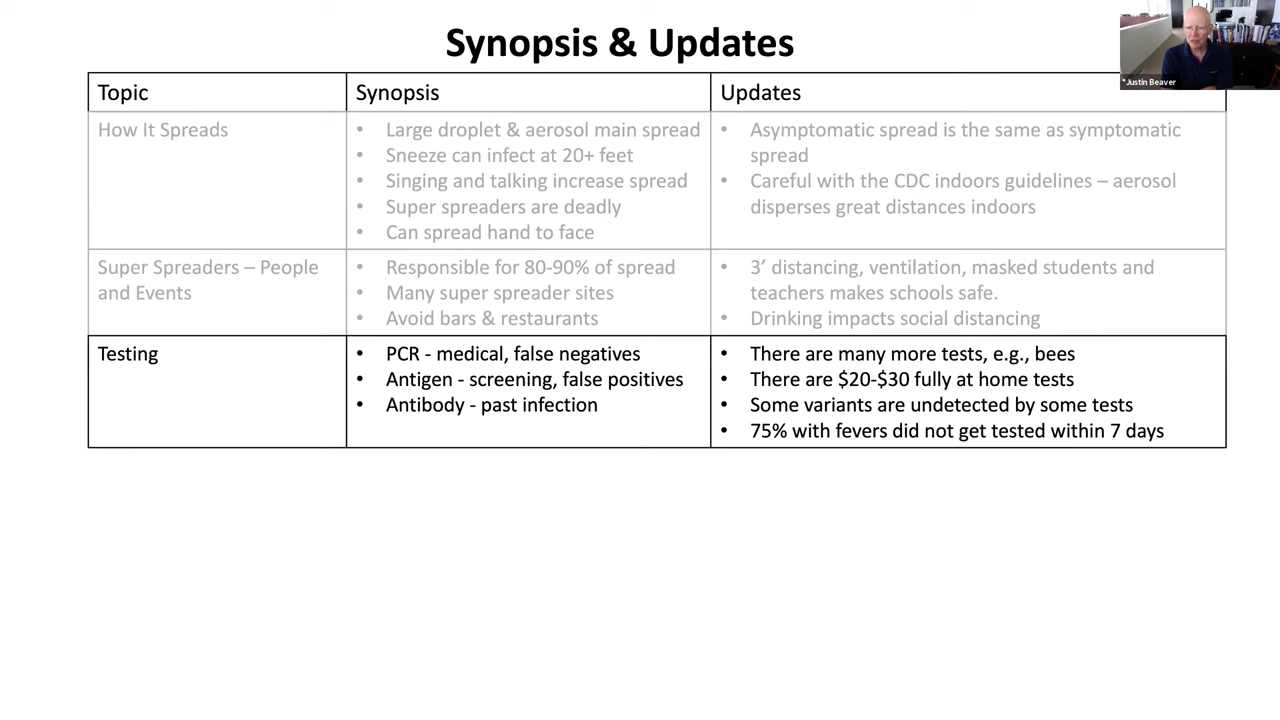 Synopsis & Updates
*Justin Beaver
Topic
Synopsis
Updates
How It Spreads
• Large droplet & aerosol main spread
• Sneeze can infect at 20+ feet
• Singing and talking increase spread
• Super spreaders are deadly
• Can spread hand to face
• Asymptomatic spread is the same as symptomatic
spread
• Careful with the CDC indoors guidelines – aerosol
disperses great distances indoors
Super Spreaders – People
and Events
• Responsible for 80-90% of spread
• Many super spreader sites
• Avoid bars & restaurants
• 3’ distancing, ventilation, masked students and
teachers makes schools safe.
• Drinking impacts social distancing
Testing
• PCR - medical, false negatives
• Antigen - screening, false positives
• Antibody - past infection
• There are many more tests, e.g., bees
• There are $20-$30 fully at home tests
• Some variants are undetected by some tests
• 75% with fevers did not get tested within 7 days